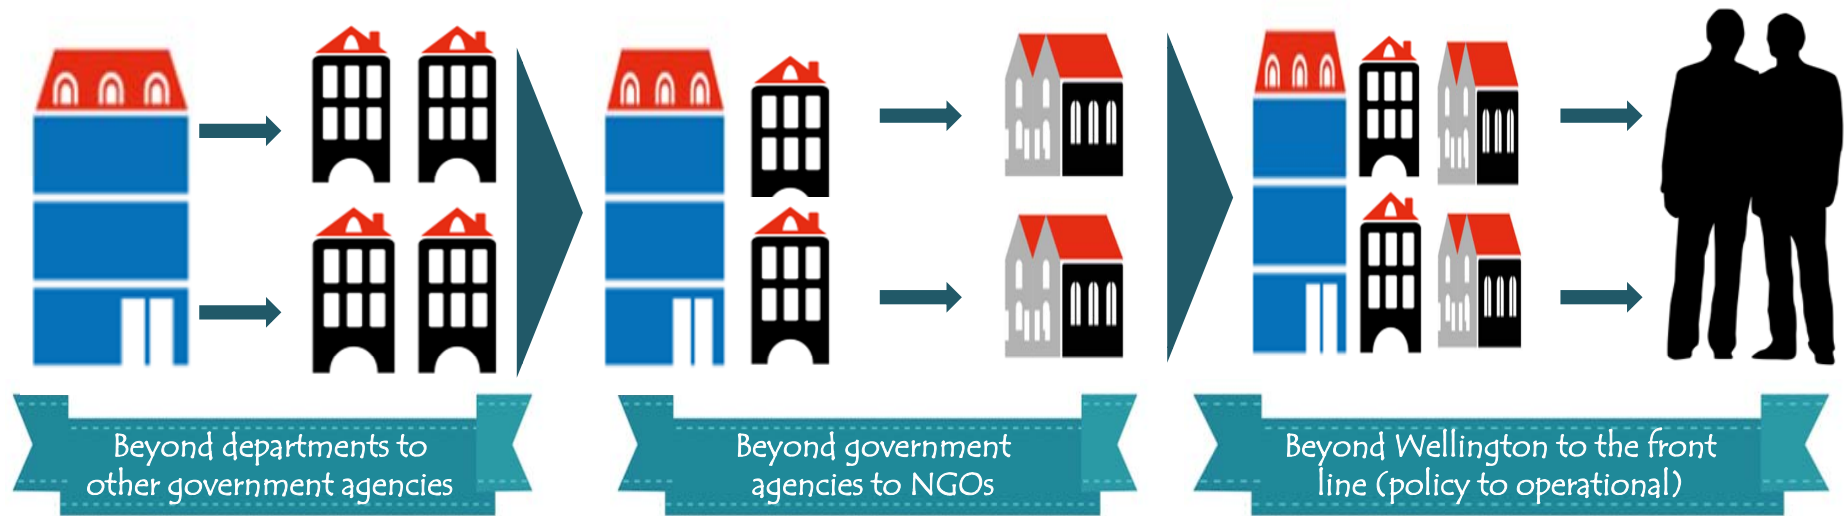 Beyond departments to
other government agencies
Beyond government
agencies to NGOs
Beyond Wellington to the front
line (policy to operational)